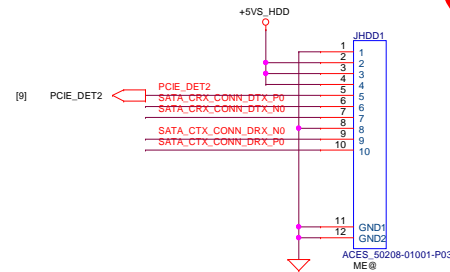 +5VS_HDD
JHDD1
1 1
2 2
3 3
4 4
[9] PCIE_DET2 PCIE_DET2 5 5
SATA_CRX_CONN_DTX_P0 6 6
SATA_CRX_CONN_DTX_N0 7 7
8 8
SATA_CTX_CONN_DRX_N0 9 9
SATA_CTX_CONN_DRX_P0 10 10
11 GND1
12 GND2
ACES_50208-01001-P03
ME@